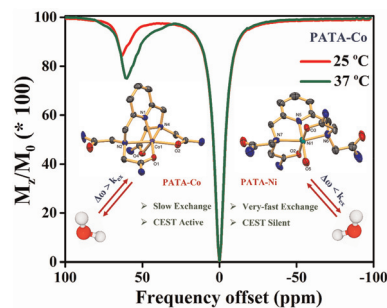 PATA-Co
25 ºC
37 ºC
PATA-Co PATA-Ni
Δω > kex
Δω < kex
➤ Slow Exchange
➤ CEST Active
➤ Very-fast Exchange
➤ CEST Silent
Mz/M0 (* 100)
100
80
60
40
20
0
100 50 0 -50 -100
Frequency offset (ppm)